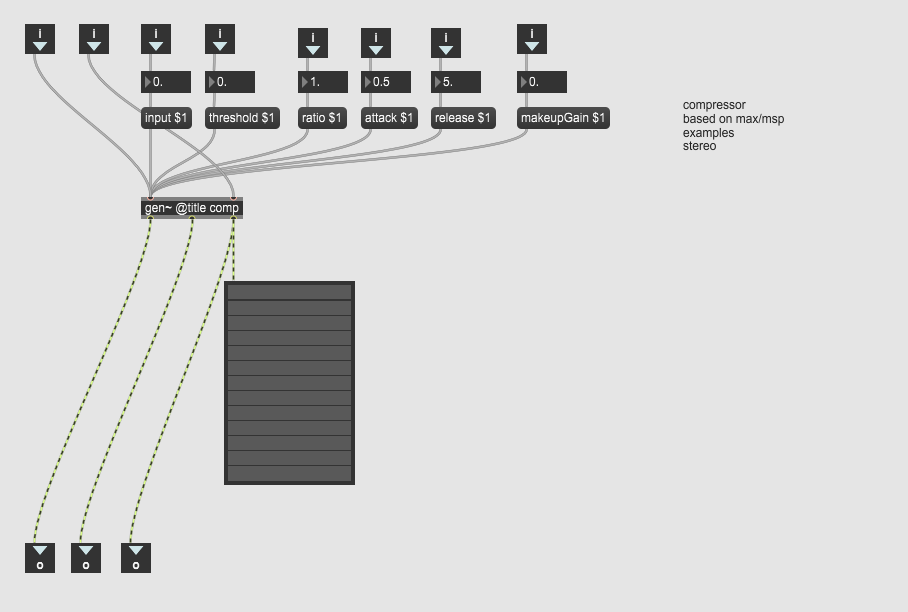 i i i i i i i i
0. 0. 1. 0.5 5. 0.
input $1 threshold $1 ratio $1 attack $1 release $1 makeupGain $1
compressor
based on max/msp
examples
stereo
gen~ @title comp
o o o